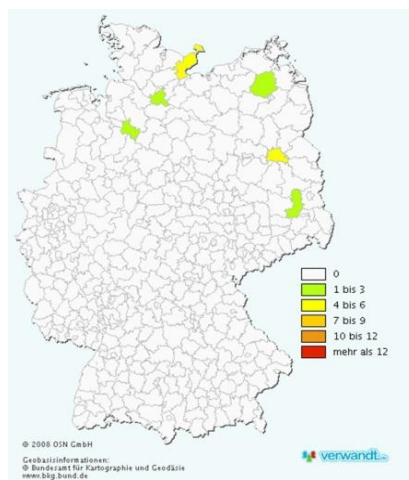 0
1 bis 3
4 bis 6
7 bis 9
10 bis 12
mehr als 12
© 2008 OSN GmbH
Geobasisinformationen:
© Bundesamt für Kartographie und Geodäsie
www.bkg.bund.de
verwandt.de